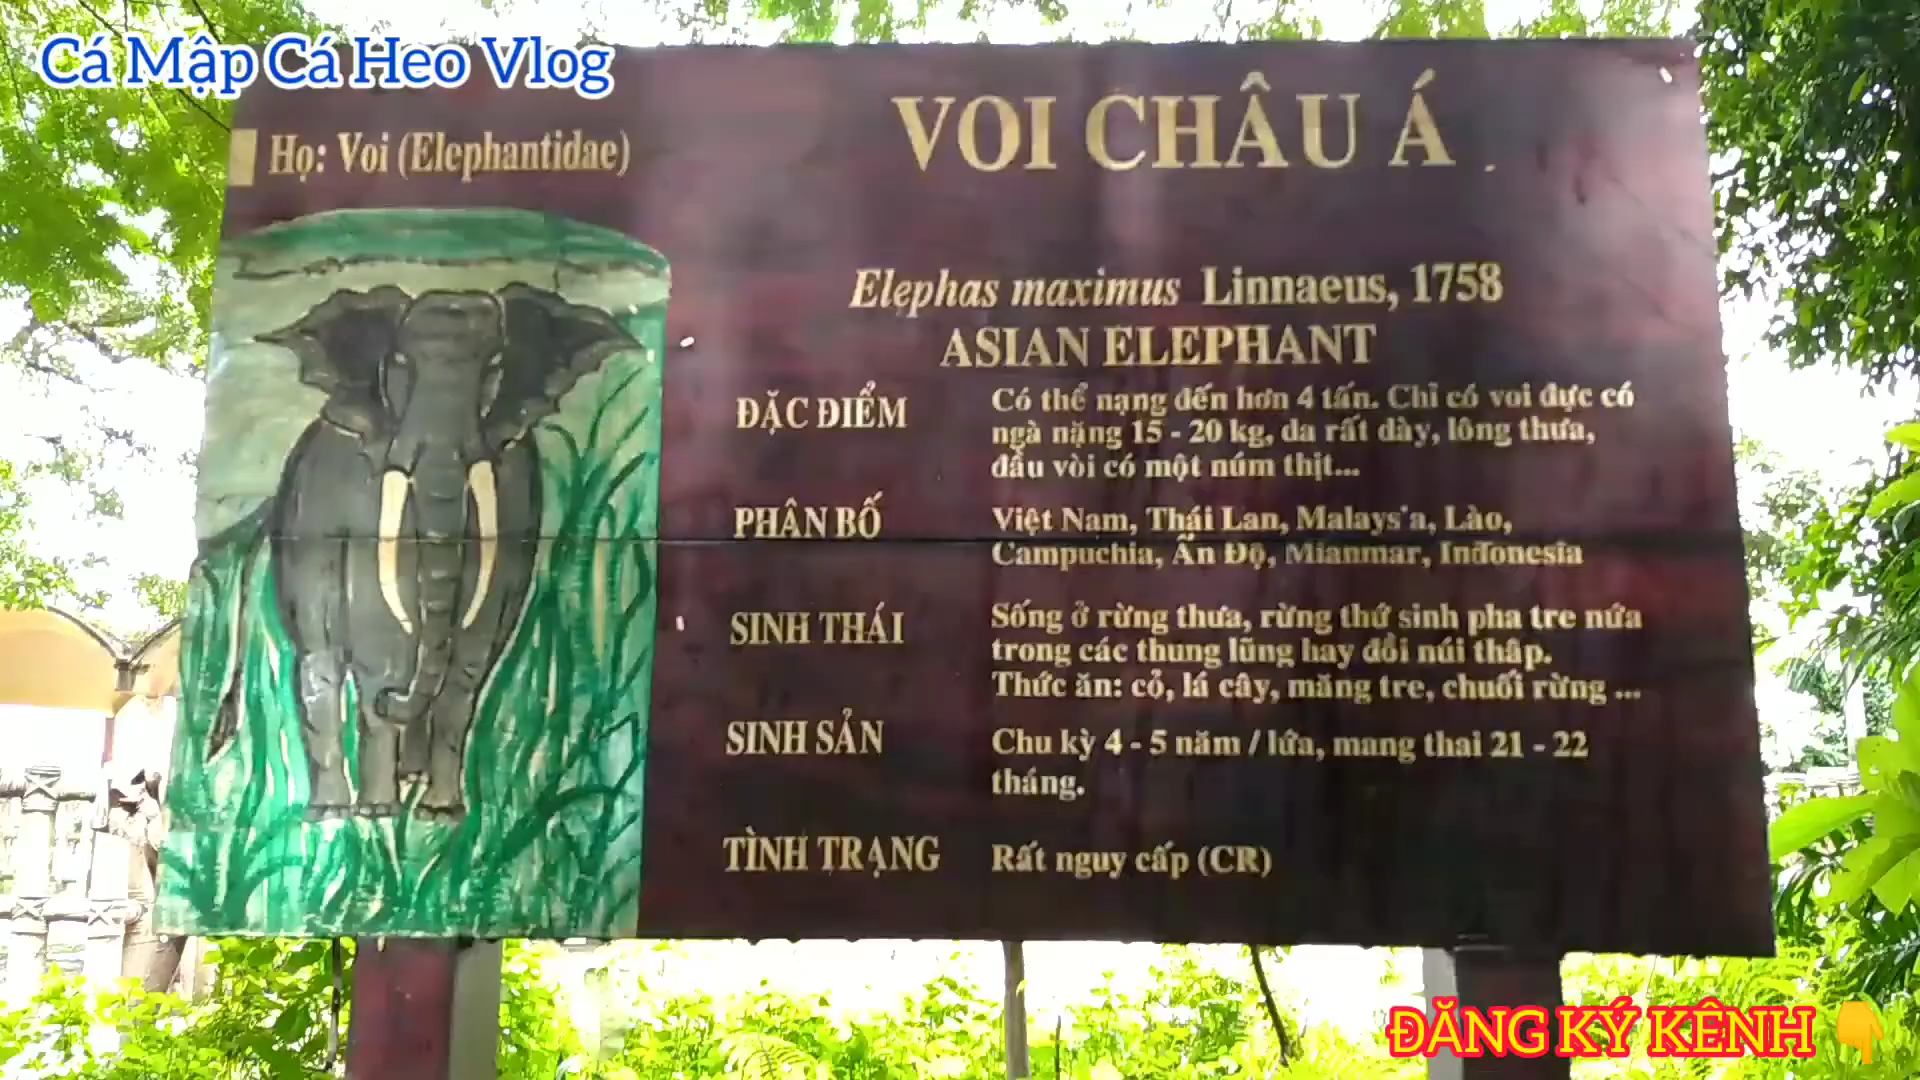 Cá Mập Cá Heo Vlog
Họ: Voi (Elephantidae)
VOI CHÂU Á
Elephas maximus Linnaeus, 1758
ASIAN ELEPHANT
ĐẶC ĐIỂM
Có thể nạng đến hơn 4 tấn. Chỉ có voi đực có
ngà nặng 15 - 20 kg, da rất dày, lông thưa,
đầu vòi có một núm thịt...
PHÂN BỐ
Việt Nam, Thái Lan, Malays'a, Lào,
Campuchia, Ấn Độ, Mianmar, Indonesia
SINH THÁI
Sống ở rừng thưa, rừng thứ sinh pha tre nứa
trong các thung lũng hay đồi núi thấp.
Thức ăn: cỏ, lá cây, măng tre, chuối rừng ...
SINH SẢN
Chu kỳ 4 - 5 năm / lứa, mang thai 21 - 22
tháng.
TÌNH TRẠNG
Rất nguy cấp (CR)
ĐĂNG KÝ KÊNH